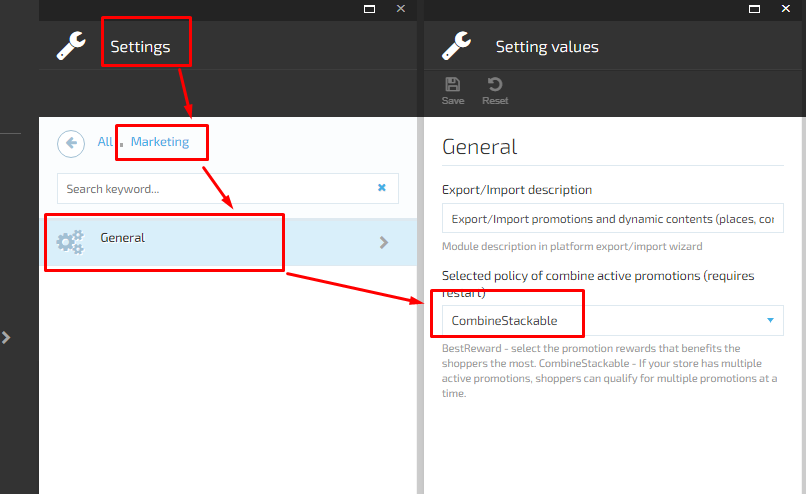 Settings
All
Marketing
Search keyword...
General
Setting values
Save
Reset
General
Export/Import description
Export/Import promotions and dynamic contents (places, cor
Module description in platform export/import wizard
Selected policy of combine active promotions (requires
restart)
CombineStackable
BestReward - select the promotion rewards that benefits the
shoppers the most. CombineStackable - If your store has multiple
active promotions, shoppers can qualify for multiple promotions at a
time.